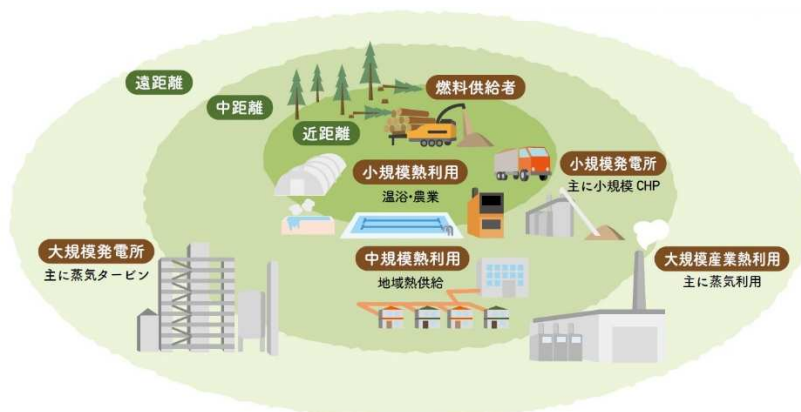 遠距離
中距離
近距離
燃料供給者
小規模熱利用
温浴・農業
小規模発電所
主に小規模 CHP
大規模発電所
主に蒸気タービン
中規模熱利用
地域熱供給
大規模産業熱利用
主に蒸気利用